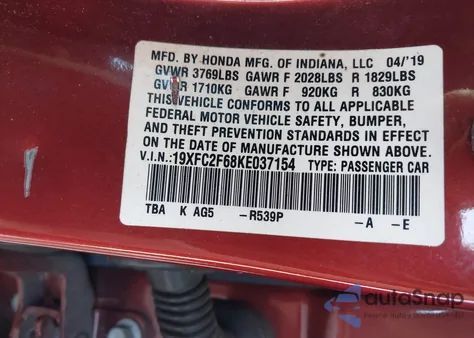 MFD. BY HONDA MFG. OF INDIANA, LLC 04/'19
GVWR 3769LBS GAWR F 2028LBS R 1829LBS
GVWR 1710KG GAWR F 920KG R 830KG
THIS VEHICLE CONFORMS TO ALL APPLICABLE
FEDERAL MOTOR VEHICLE SAFETY, BUMPER,
AND THEFT PREVENTION STANDARDS IN EFFECT
ON THE DATE OF MANUFACTURE SHOWN ABOVE.
V.I.N.:19XFC2F68KE037154 TYPE: PASSENGER CAR
TBA K AG5 -R539P -A -E
autoSnap